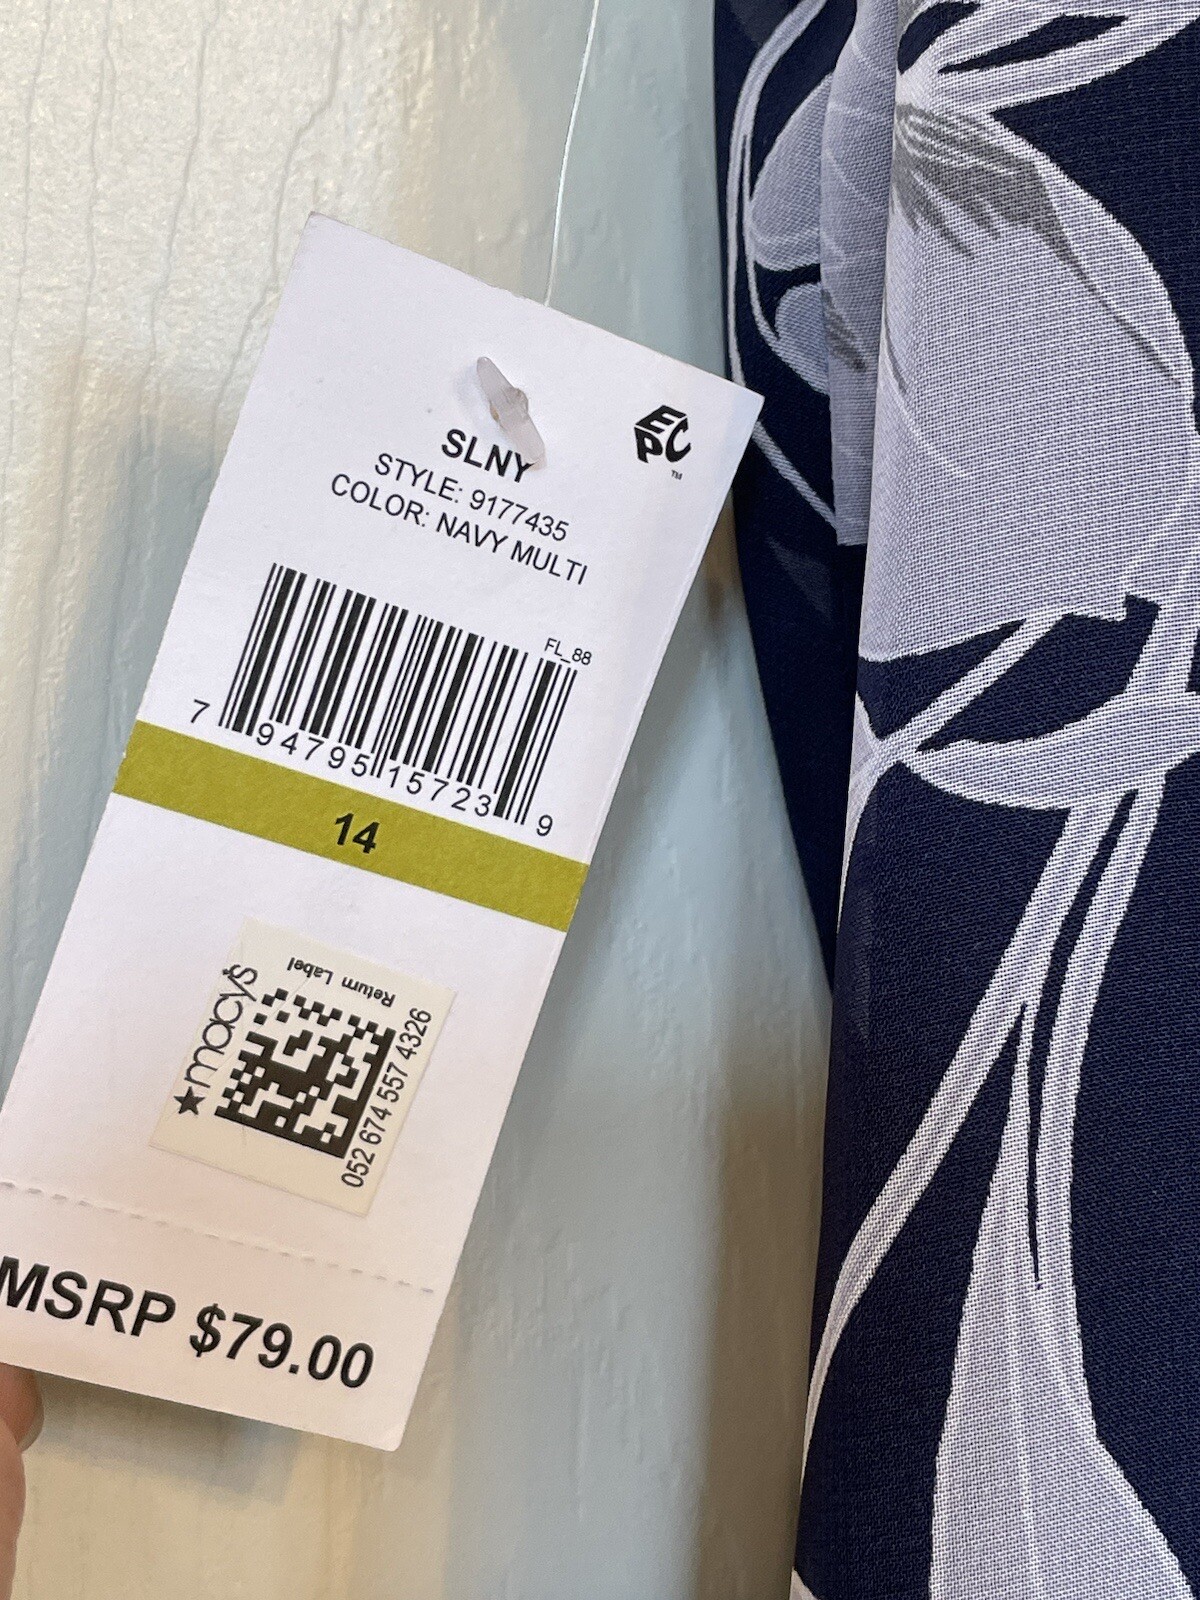 EPC
TM
SLNY
STYLE: 9177435
COLOR: NAVY MULTI
FL_88
7 94795 15723 9
14
Return Label
★macy's
052 674 557 4326
MSRP $79.00